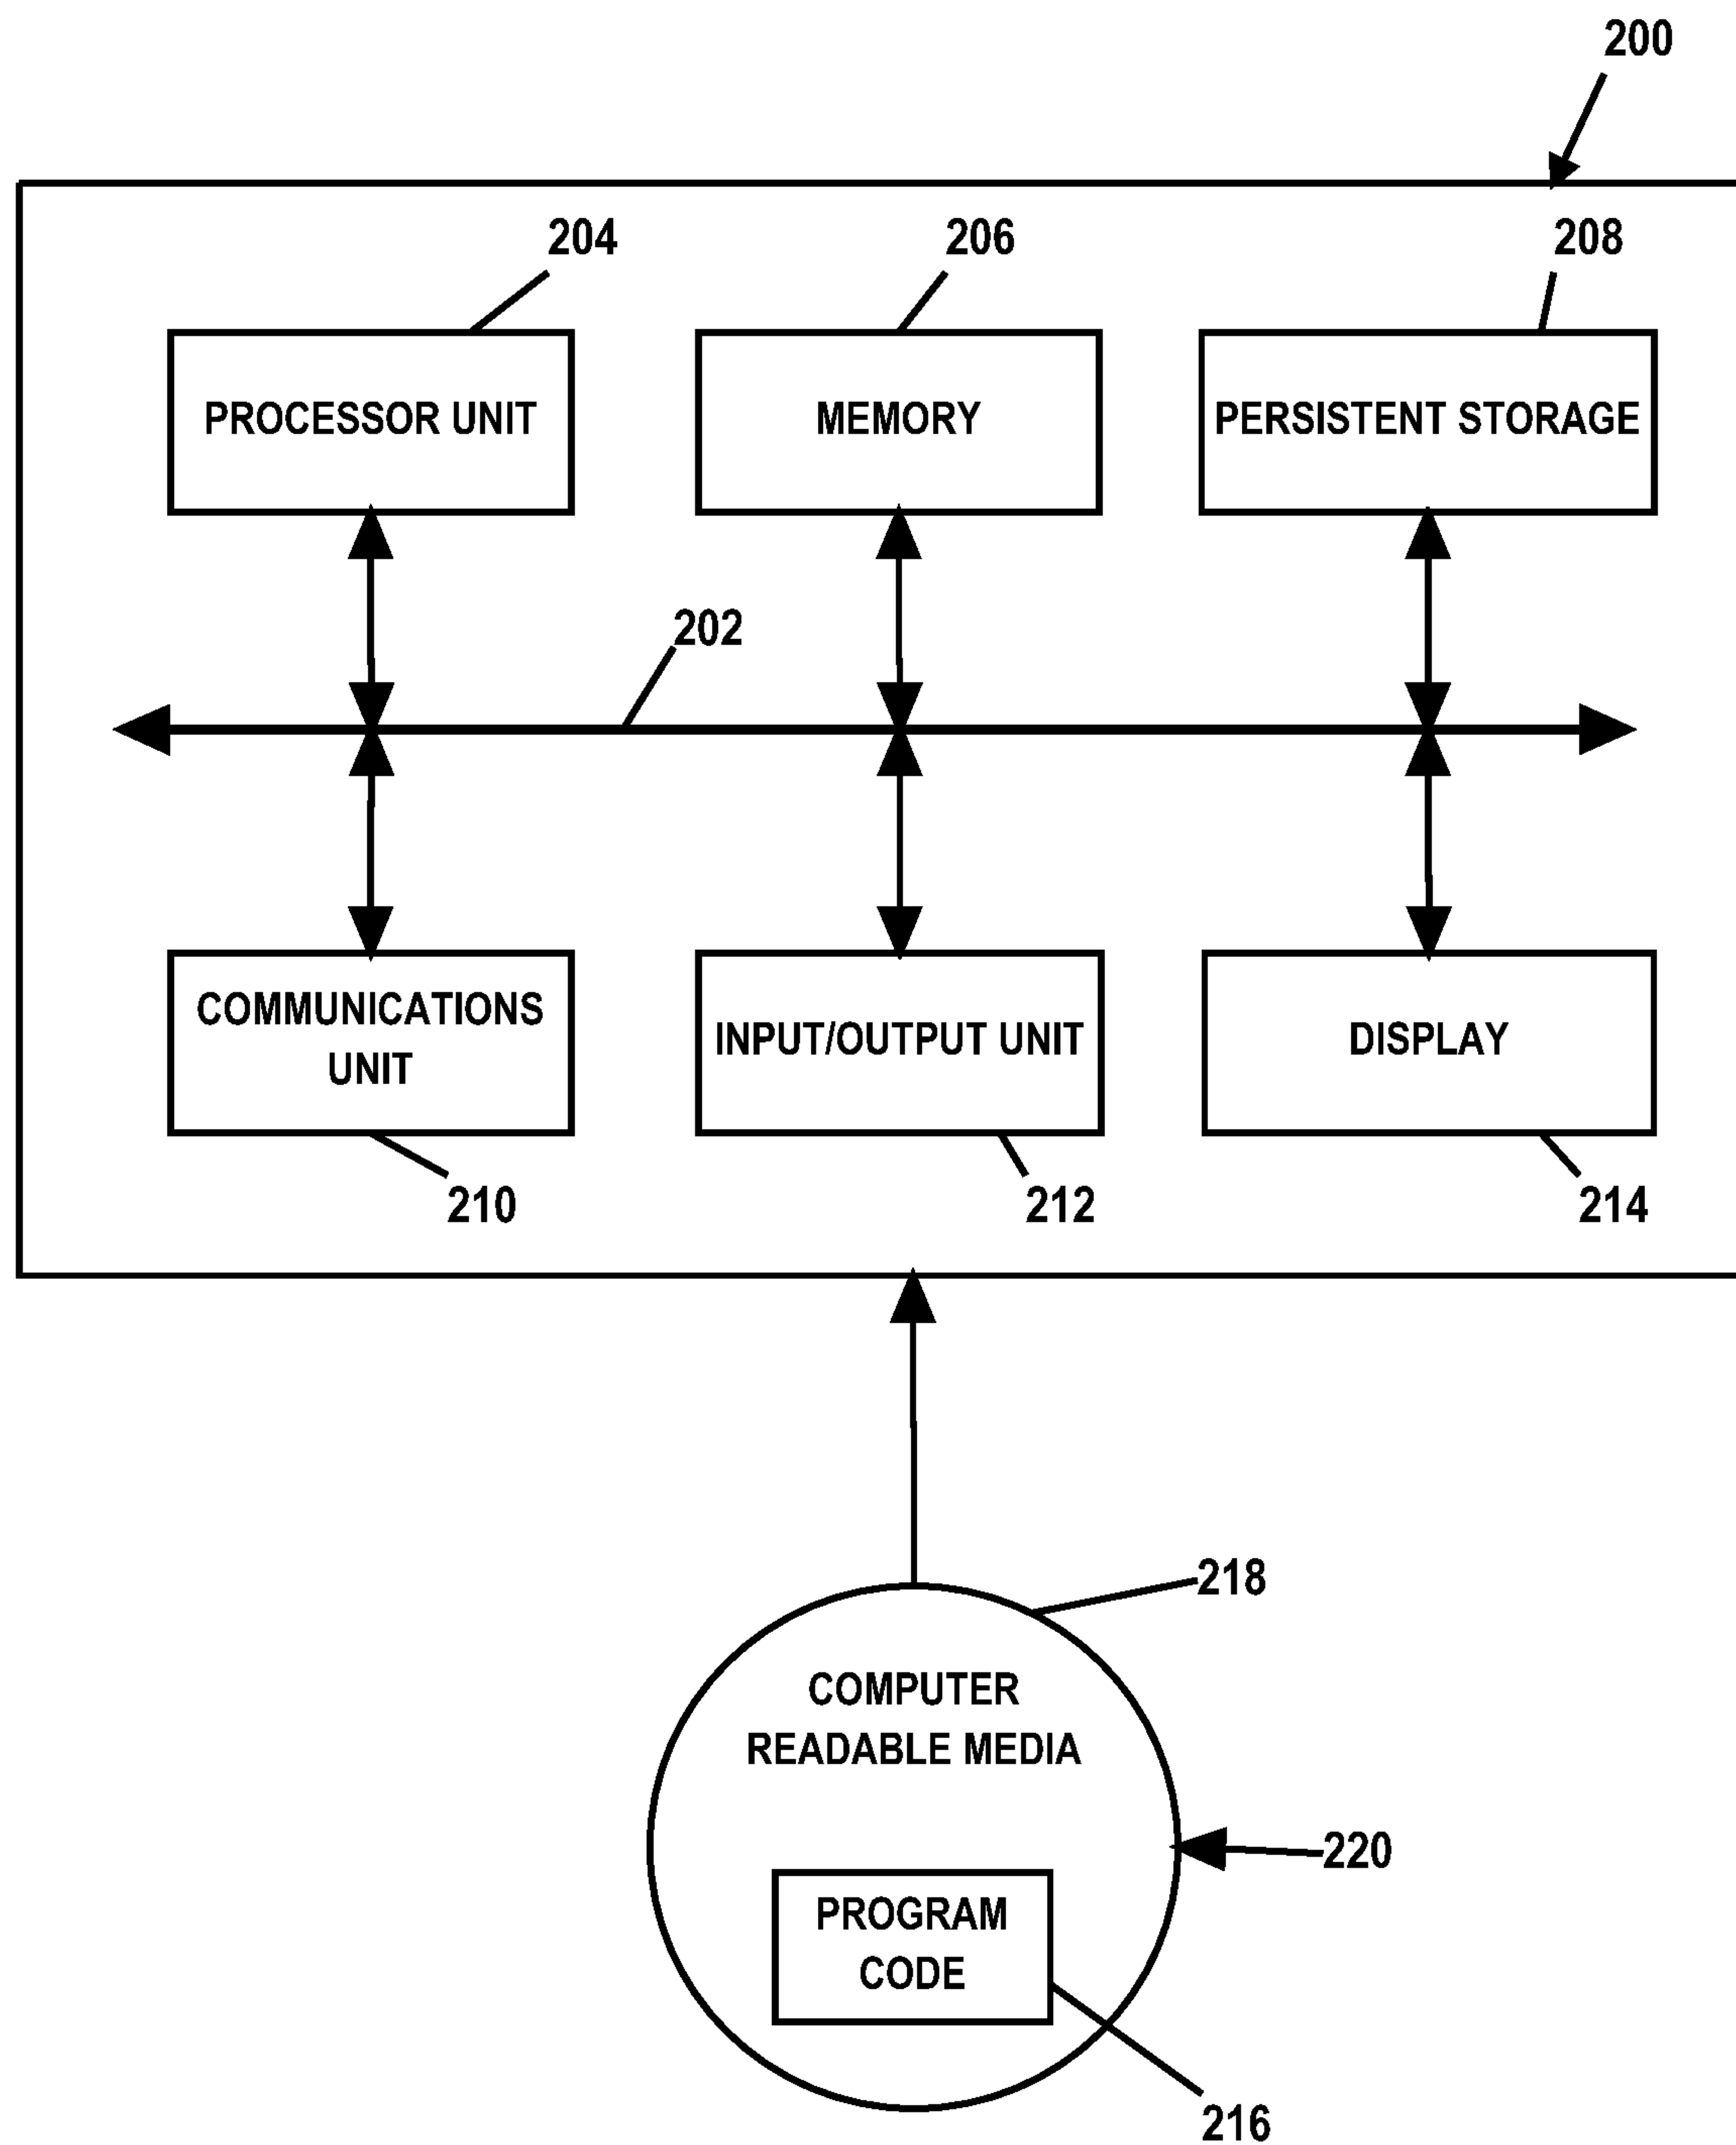 200
204
206
208
PROCESSOR UNIT
MEMORY
PERSISTENT STORAGE
202
COMMUNICATIONS
UNIT
INPUT/OUTPUT UNIT
DISPLAY
210
212
214
218
COMPUTER
READABLE MEDIA
220
PROGRAM
CODE
216